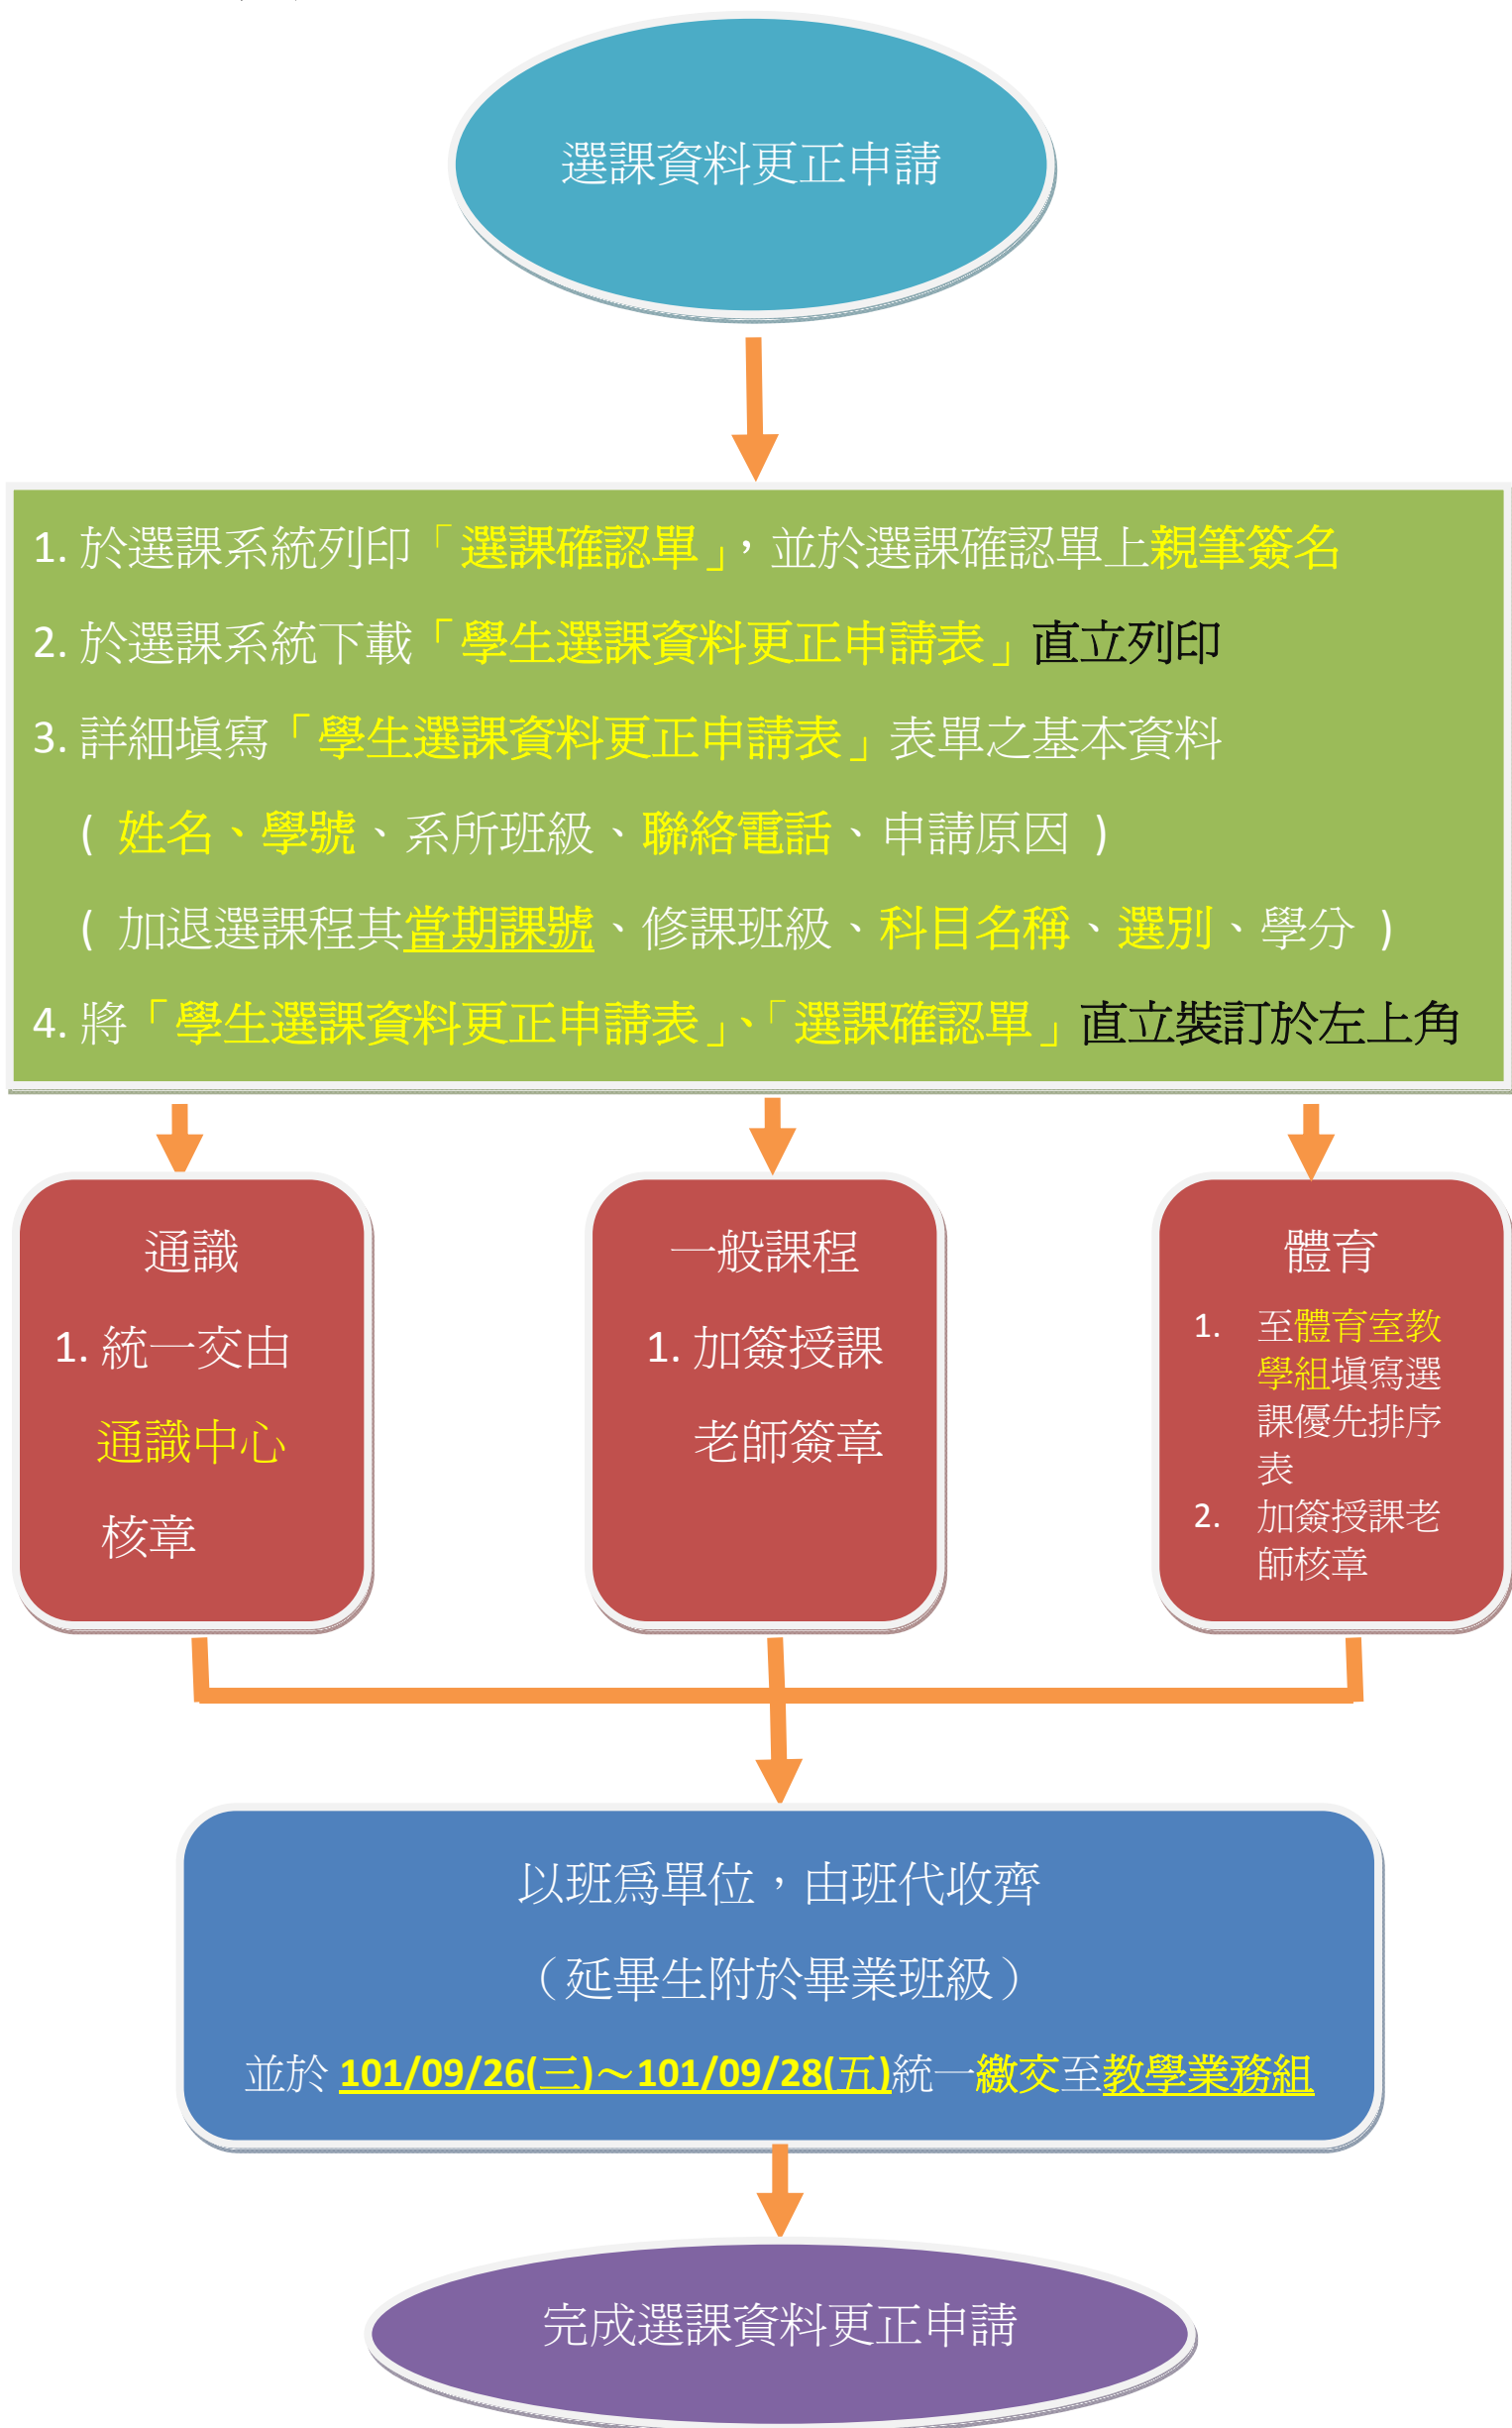 選課資料更正申請
1. 於選課系統列印「選課確認單」,並於選課確認單上親筆簽名
2. 於選課系統下載「學生選課資料更正申請表」直立列印
3. 詳細填寫「學生選課資料更正申請表」表單之基本資料
( 姓名、學號、系所班級、聯絡電話、申請原因 )
( 加退選課程其當期課號、修課班級、科目名稱、選別、學分 )
4. 將「學生選課資料更正申請表」、「選課確認單」直立裝訂於左上角
通識
1. 統一交由
通識中心
核章
一般課程
1. 加簽授課
老師簽章
體育
1. 至體育室教
學組填寫選
課優先排序
表
2. 加簽授課老
師核章
以班為單位,由班代收齊
(延畢生附於畢業班級)
並於 101/09/26(三)~101/09/28(五)統一繳交至教學業務組
完成選課資料更正申請